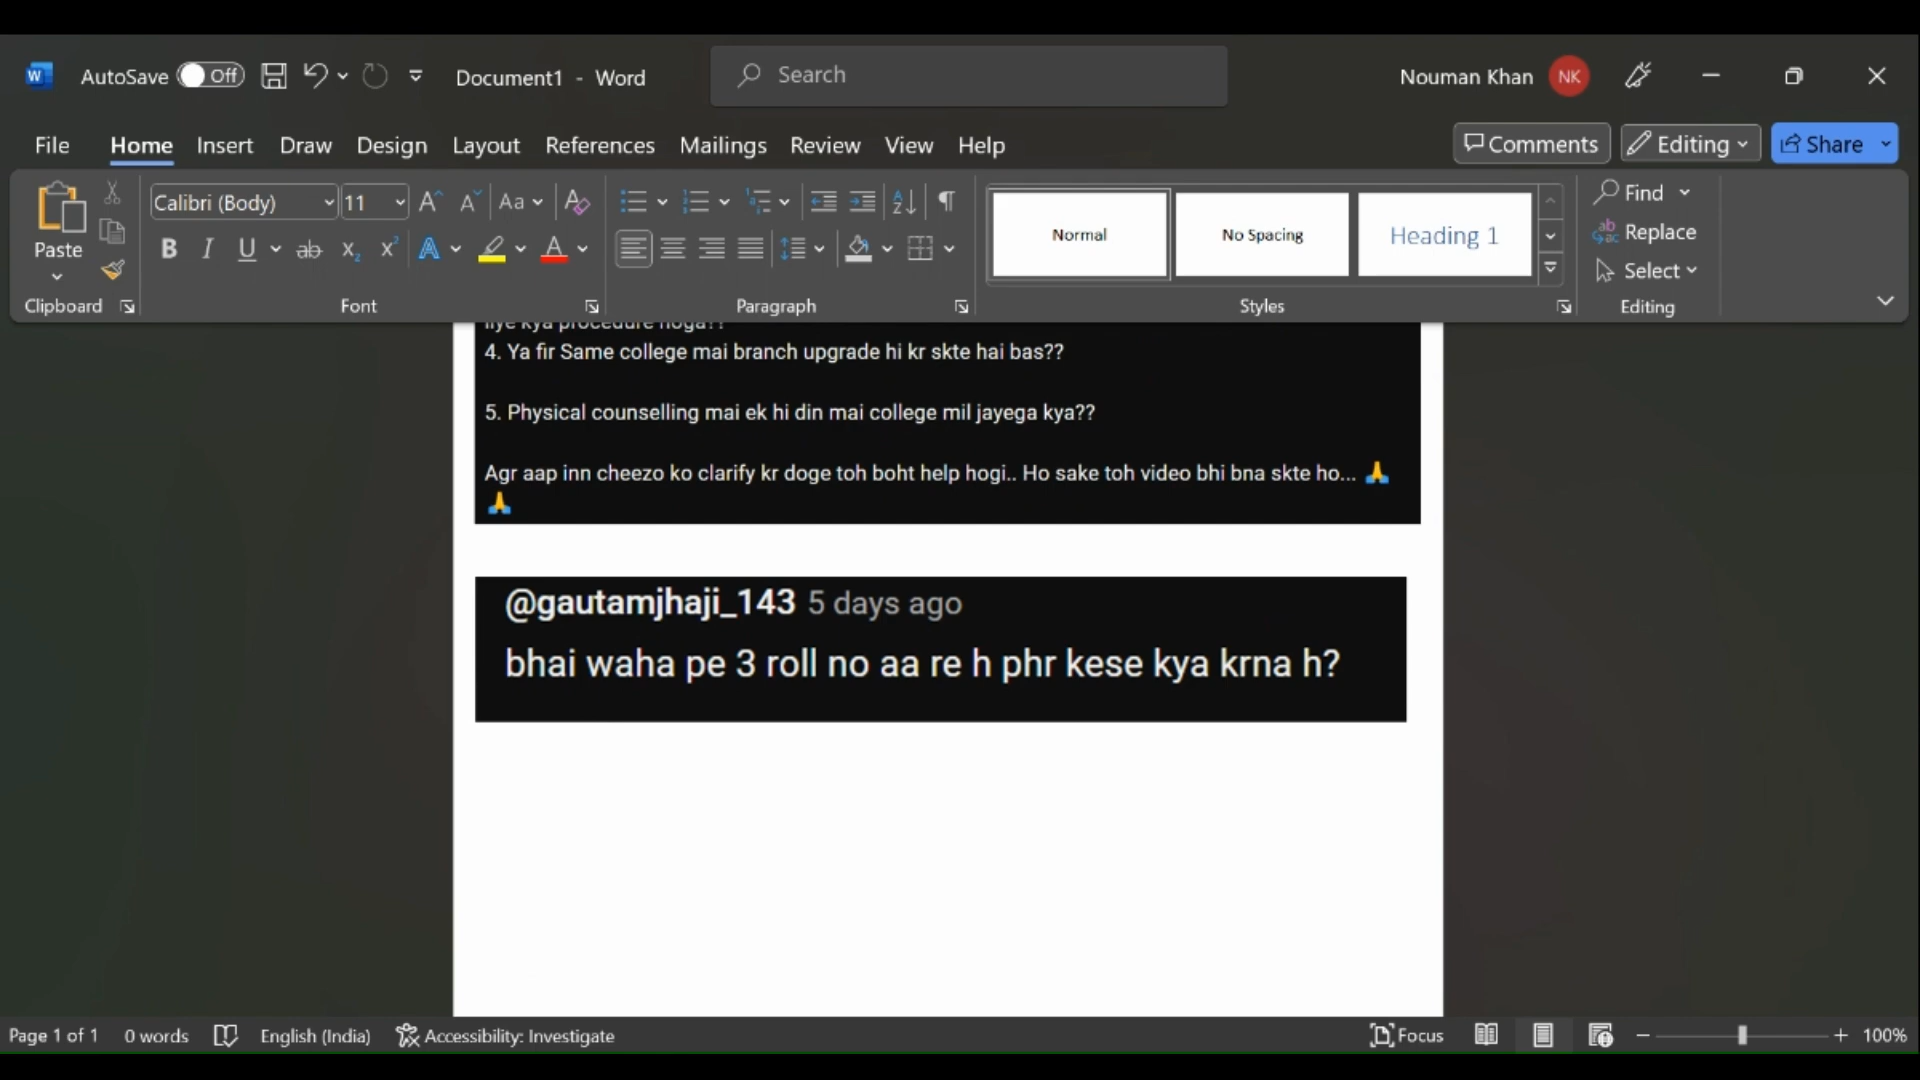 AutoSave Off Document1 - Word Search Nouman Khan NK
File Home Insert Draw Design Layout References Mailings Review View Help Comments Editing Share
Paste Calibri (Body) 11 Aa Normal No Spacing Heading 1 Find
Replace
Select
Clipboard Font Paragraph Styles Editing
liye kya procedure hoga??
4. Ya fir Same college mai branch upgrade hi kr skte hai bas??
5. Physical counselling mai ek hi din mai college mil jayega kya??
Agr aap inn cheezo ko clarify kr doge toh boht help hogi.. Ho sake toh video bhi bna skte ho... 🙏
🙏
@gautamjhaji_143 5 days ago
bhai waha pe 3 roll no aa re h phr kese kya krna h?
Page 1 of 1 0 words English (India) Accessibility: Investigate Focus 100%